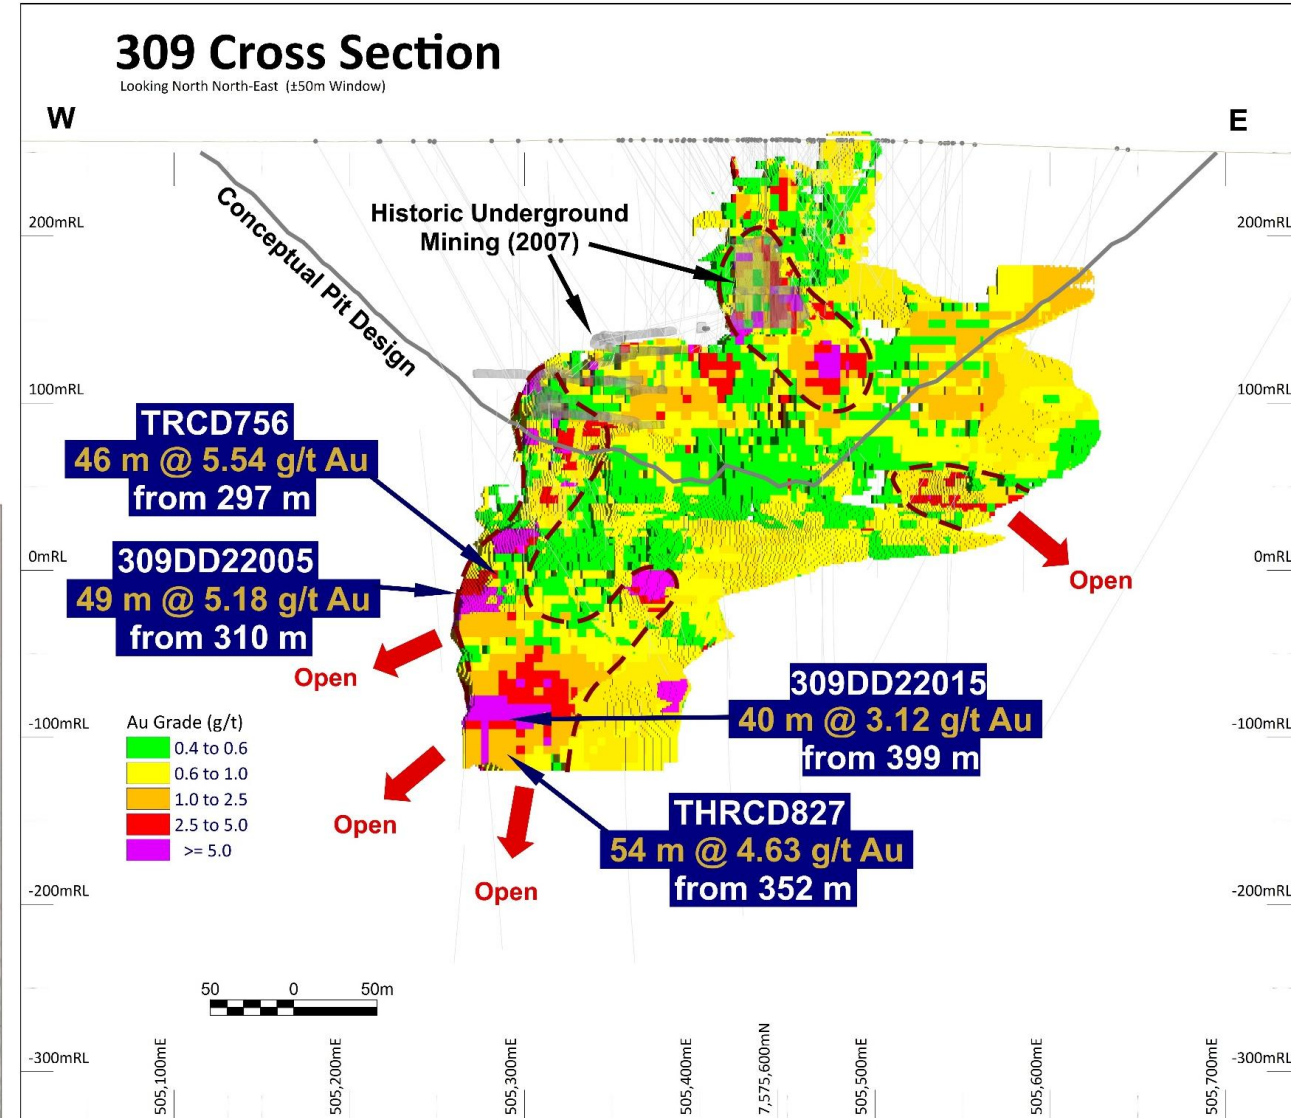 309 Cross Section
Looking North North-East (±50m Window)
W
E
Conceptual Pit Design
Historic Underground
Mining (2007)
200mRL
200mRL
100mRL
100mRL
TRCD756
46 m @ 5.54 g/t Au
from 297 m
309DD22005
49 m @ 5.18 g/t Au
from 310 m
0mRL
0mRL
Open
Open
309DD22015
40 m @ 3.12 g/t Au
from 399 m
-100mRL
-100mRL
Au Grade (g/t)
0.4 to 0.6
0.6 to 1.0
1.0 to 2.5
2.5 to 5.0
>= 5.0
Open
THRCD827
54 m @ 4.63 g/t Au
from 352 m
Open
-200mRL
-200mRL
50 0 50m
-300mRL
-300mRL
505,100mE
505,200mE
505,300mE
505,400mE
7,575,600mN
505,500mE
505,600mE
505,700mE